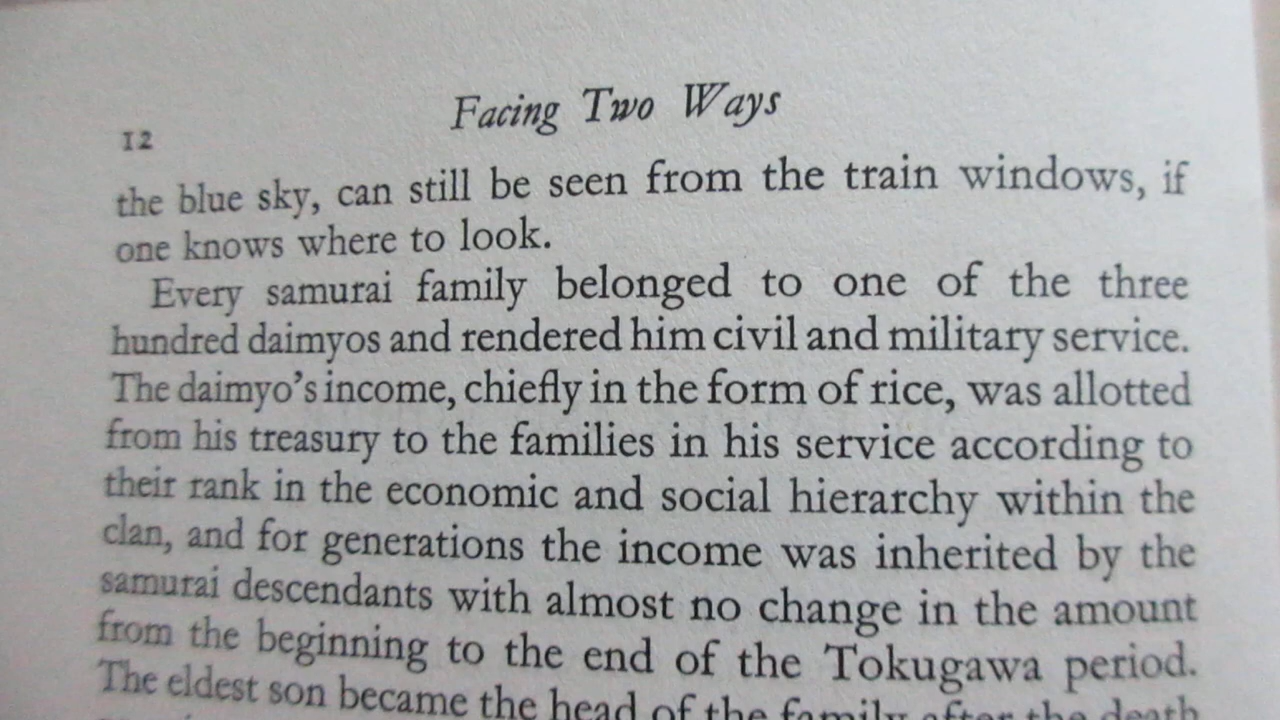 Facing Two Ways
12
the blue sky, can still be seen from the train windows, if
one knows where to look.
Every samurai family belonged to one of the three
hundred daimyos and rendered him civil and military service.
The daimyo's income, chiefly in the form of rice, was allotted
from his treasury to the families in his service according to
their rank in the economic and social hierarchy within the
clan, and for generations the income was inherited by the
samurai descendants with almost no change in the amount
from the beginning to the end of the Tokugawa period.
The eldest son became the head of the family after the death